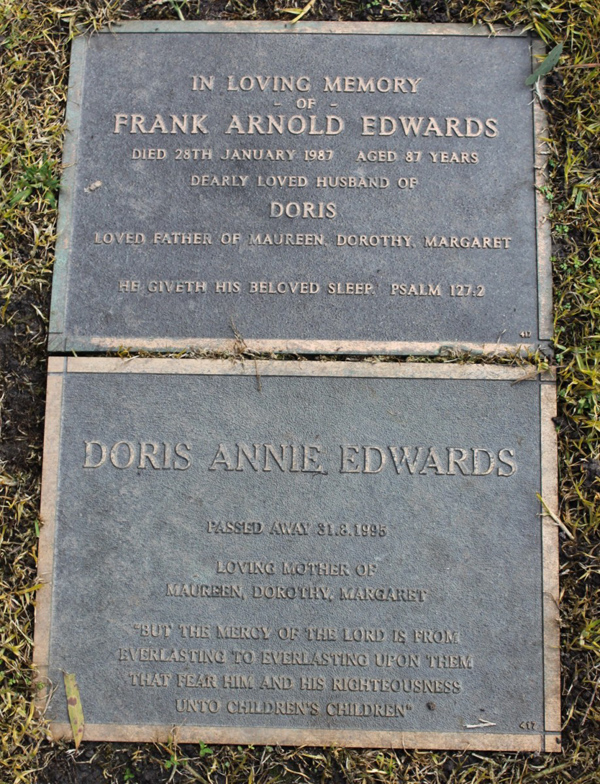 IN LOVING MEMORY
- OF -
FRANK ARNOLD EDWARDS
DIED 28TH JANUARY 1987 AGED 87 YEARS
DEARLY LOVED HUSBAND OF
DORIS
LOVED FATHER OF MAUREEN, DOROTHY, MARGARET
HE GIVETH HIS BELOVED SLEEP. PSALM 127.2
417
DORIS ANNIE EDWARDS
PASSED AWAY 31.8.1995
LOVING MOTHER OF
MAUREEN, DOROTHY, MARGARET
"BUT THE MERCY OF THE LORD IS FROM
EVERLASTING TO EVERLASTING UPON THEM
THAT FEAR HIM AND HIS RIGHTEOUSNESS
UNTO CHILDREN'S CHILDREN"
417